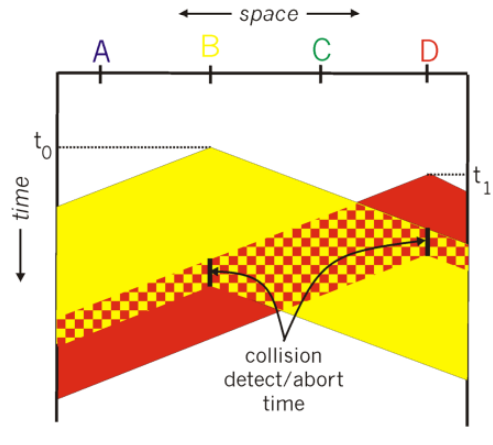 space
A B C D
t0
t1
time
collision
detect/abort
time